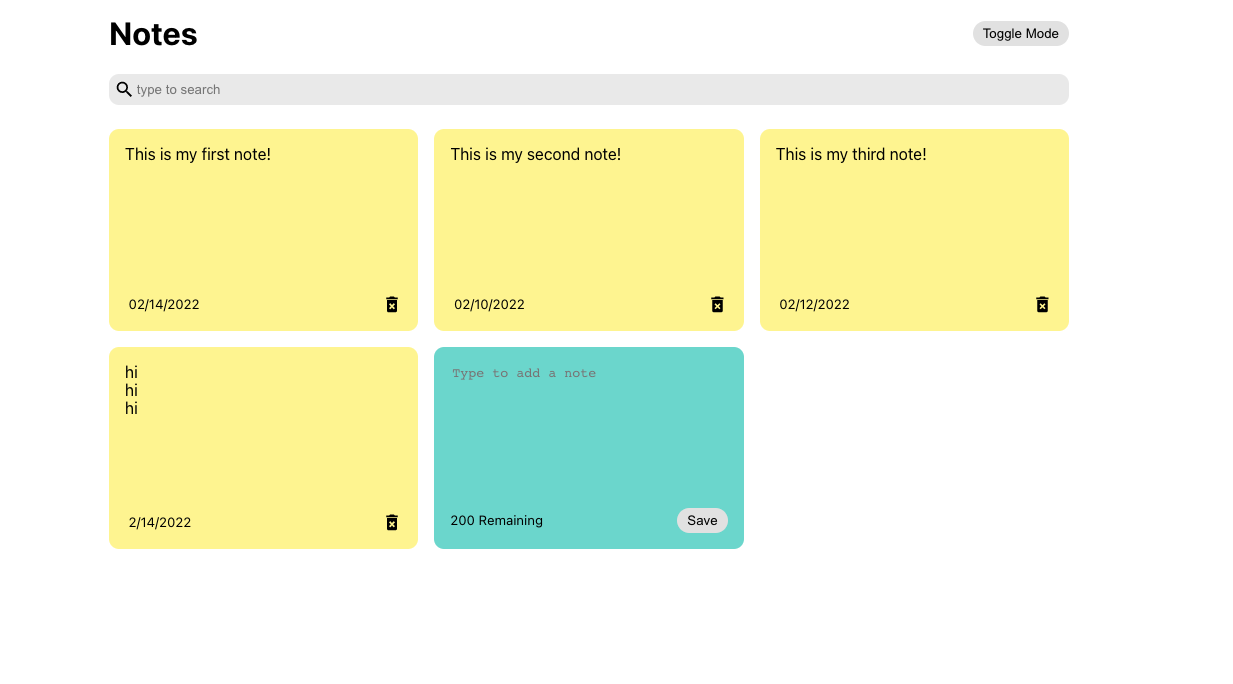 Notes
Toggle Mode
type to search
This is my first note!
This is my second note!
This is my third note!
02/14/2022
02/10/2022
02/12/2022
hi
hi
hi
Type to add a note
2/14/2022
200 Remaining
Save